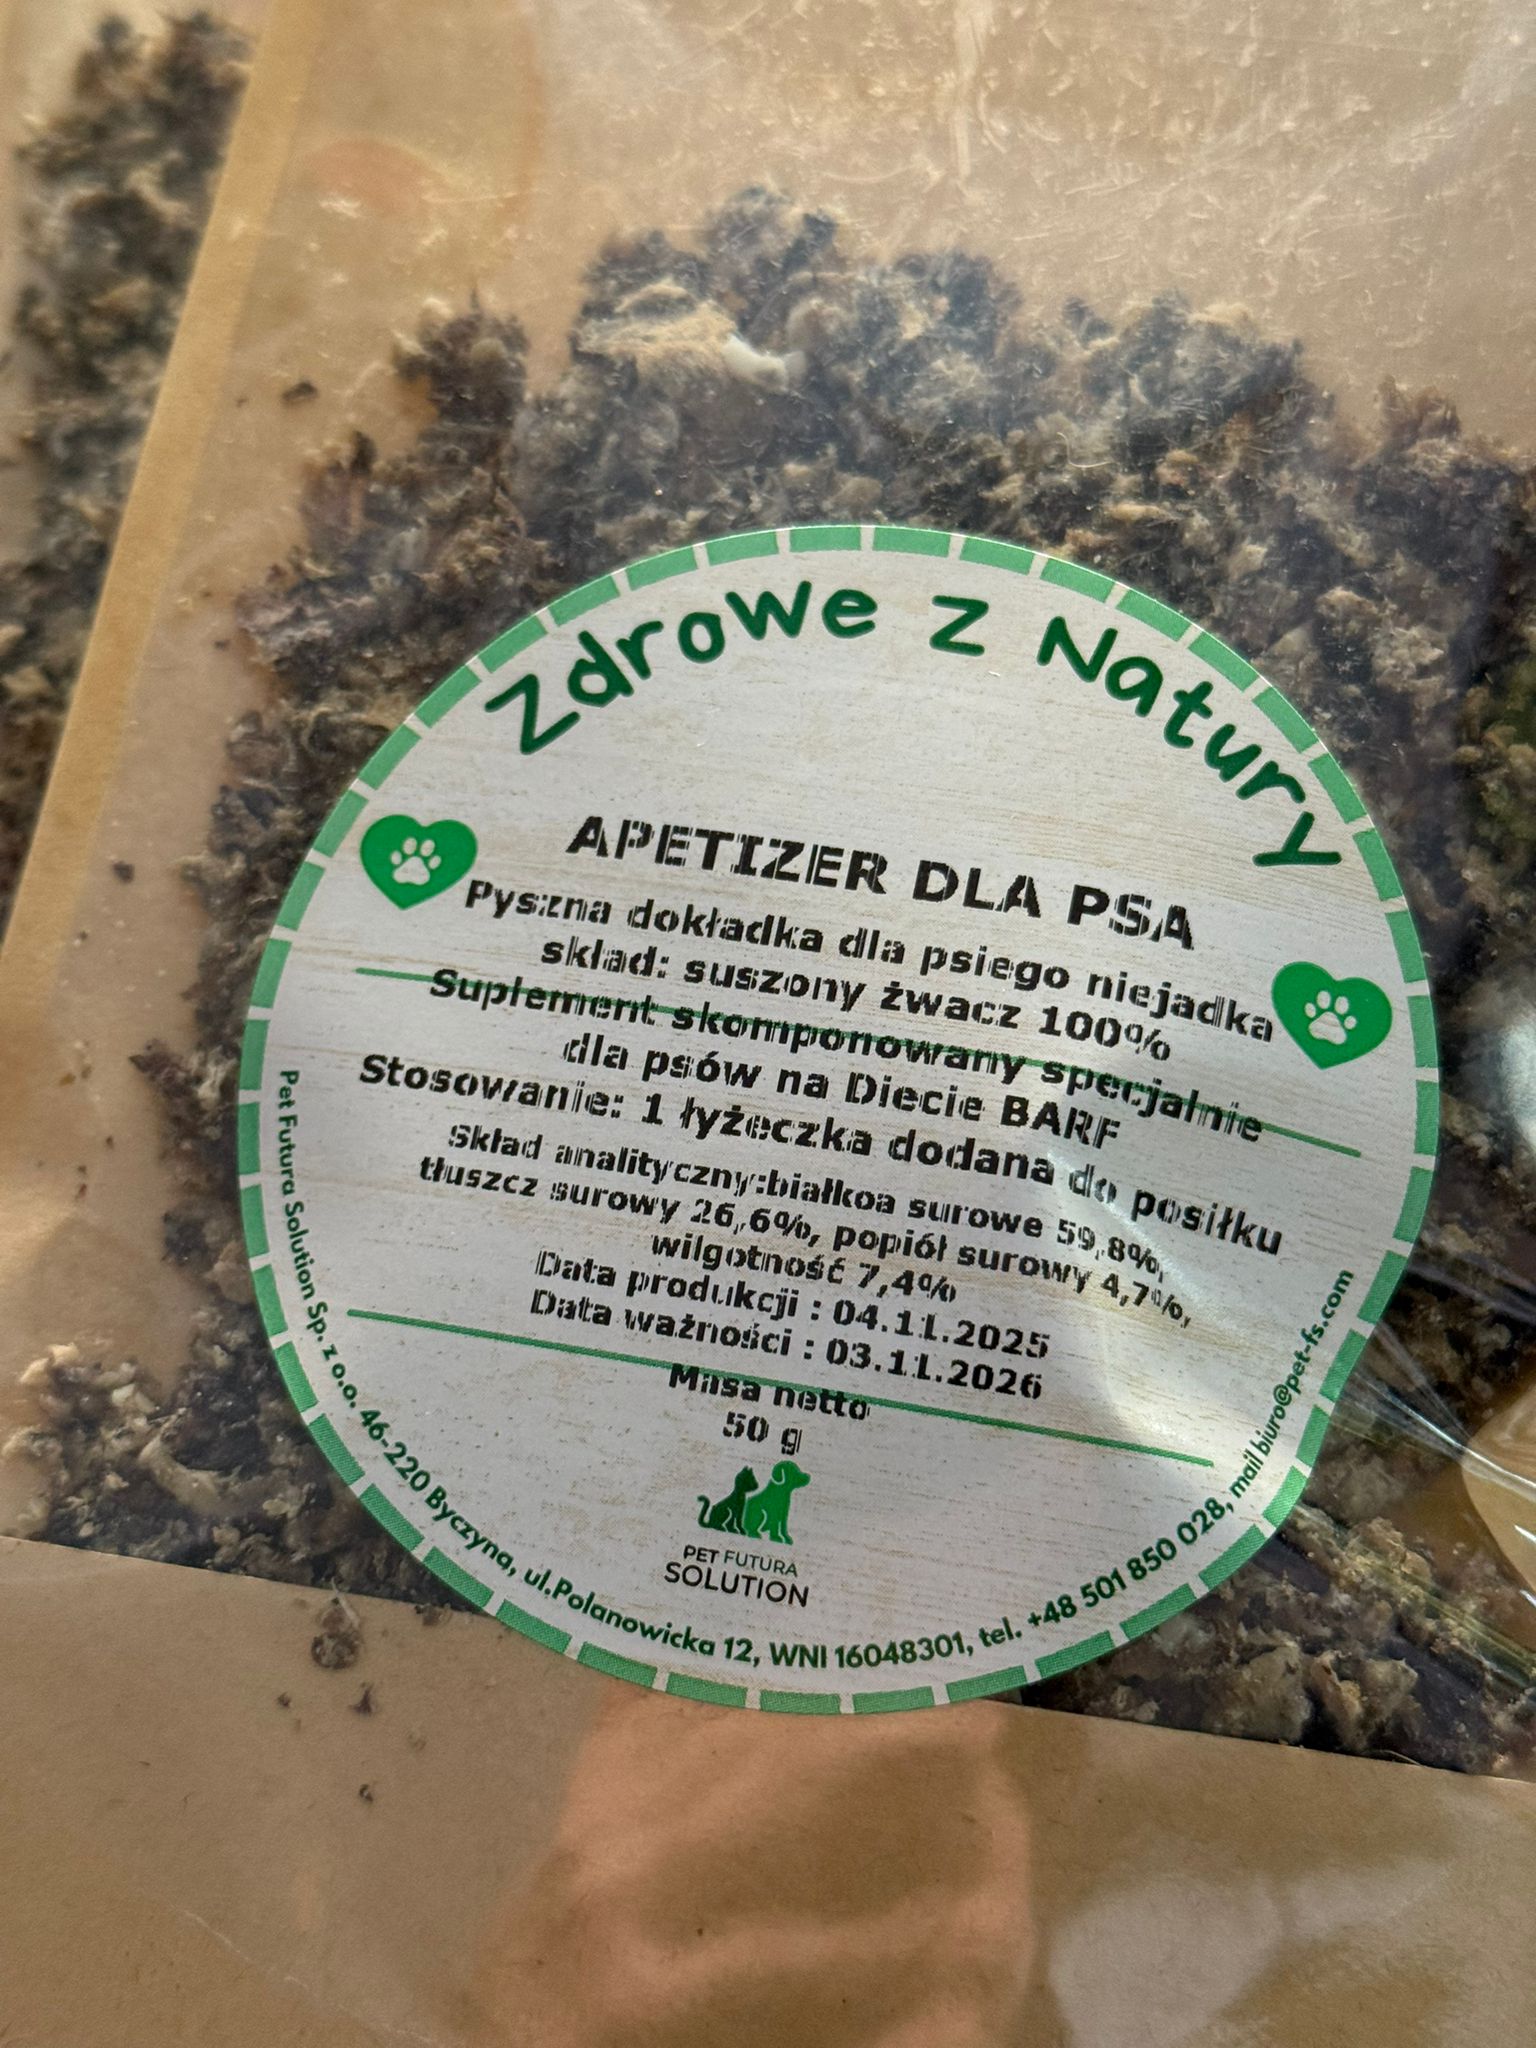 Zdrowe z Natury
APETIZER DLA PSA
Pyszna dokładka dla psiego niejadka
skład: suszony żwacz 100%
Suplement skomponowany specjalnie
dla psów na Diecie BARF
Stosowanie: 1 łyżeczka dodana do posiłku
Skład analityczny:białkoa surowe 59,8%,
tłuszcz surowy 26,6%, popiół surowy 4,7%,
wilgotność 7,4%
Data produkcji : 04.11.2025
Data ważności : 03.11.2026
Masa netto
50 g
PET FUTURA
SOLUTION
Pet Futura Solution Sp. z o.o. 46-220 Byczyna, ul.Polanowicka 12, WNI 16048301, tel. +48 501 850 028, mail biuro@pet-fs.com